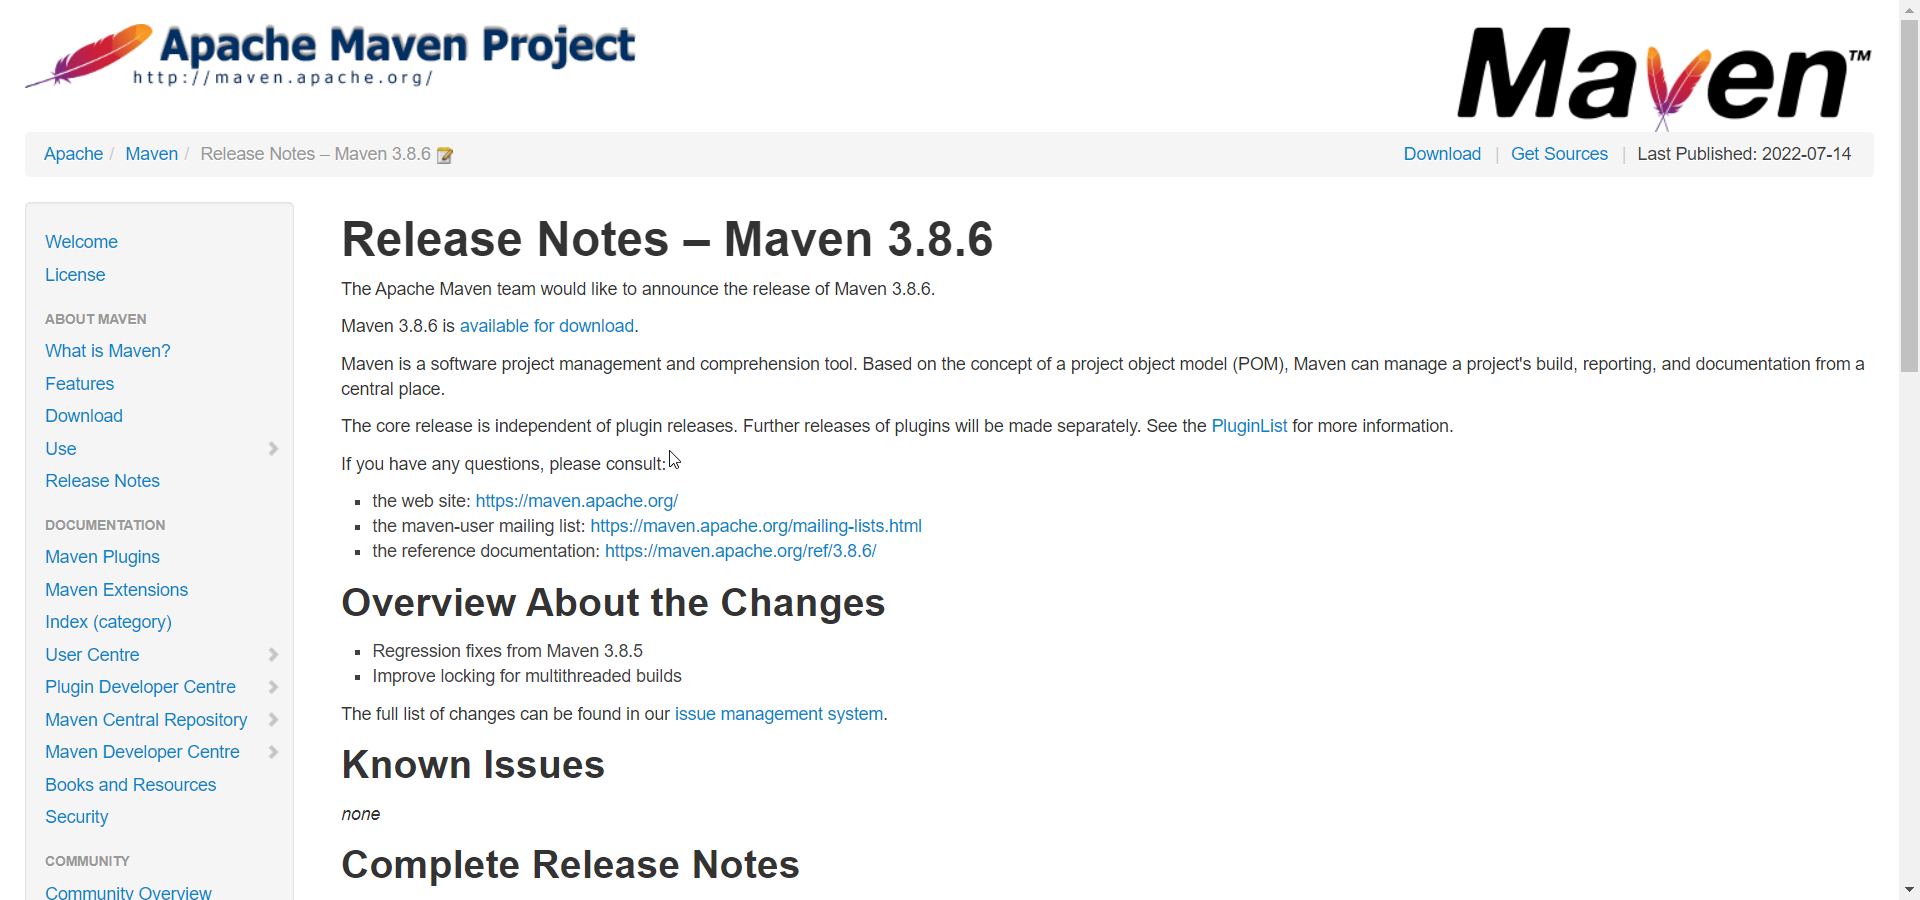 Apache Maven Project
http://maven.apache.org/
Maven™
Apache / Maven / Release Notes – Maven 3.8.6
Download | Get Sources | Last Published: 2022-07-14
Welcome
License
ABOUT MAVEN
What is Maven?
Features
Download
Use
Release Notes
DOCUMENTATION
Maven Plugins
Maven Extensions
Index (category)
User Centre
Plugin Developer Centre
Maven Central Repository
Maven Developer Centre
Books and Resources
Security
COMMUNITY
Community Overview
Release Notes – Maven 3.8.6
The Apache Maven team would like to announce the release of Maven 3.8.6.
Maven 3.8.6 is available for download.
Maven is a software project management and comprehension tool. Based on the concept of a project object model (POM), Maven can manage a project's build, reporting, and documentation from a
central place.
The core release is independent of plugin releases. Further releases of plugins will be made separately. See the PluginList for more information.
If you have any questions, please consult:
the web site: https://maven.apache.org/
the maven-user mailing list: https://maven.apache.org/mailing-lists.html
the reference documentation: https://maven.apache.org/ref/3.8.6/
Overview About the Changes
Regression fixes from Maven 3.8.5
Improve locking for multithreaded builds
The full list of changes can be found in our issue management system.
Known Issues
none
Complete Release Notes